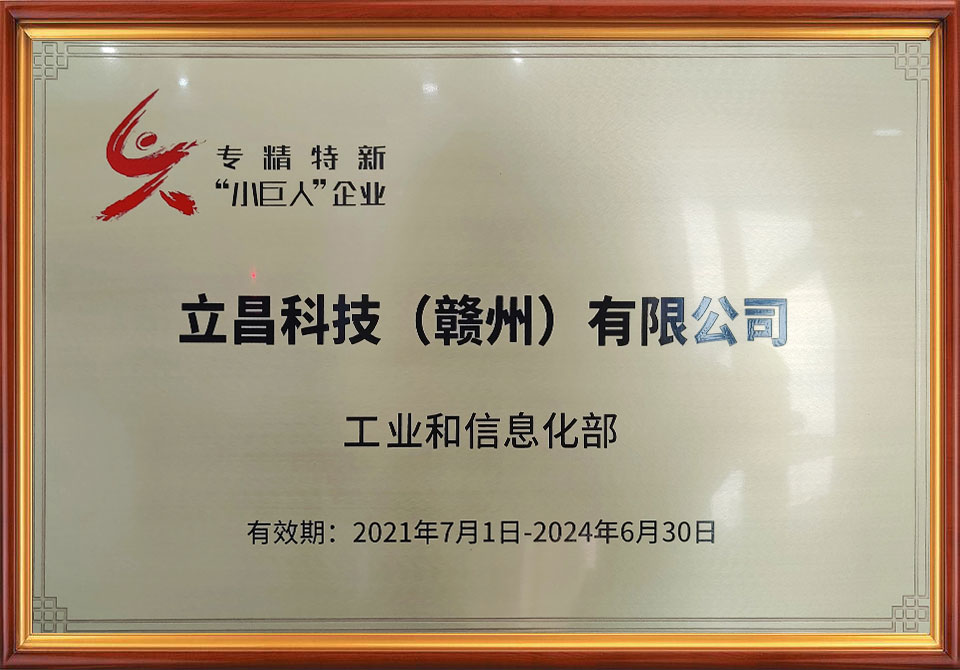 专精特新
“小巨人”企业
立昌科技（赣州）有限公司
工业和信息化部
有效期：2021年7月1日-2024年6月30日